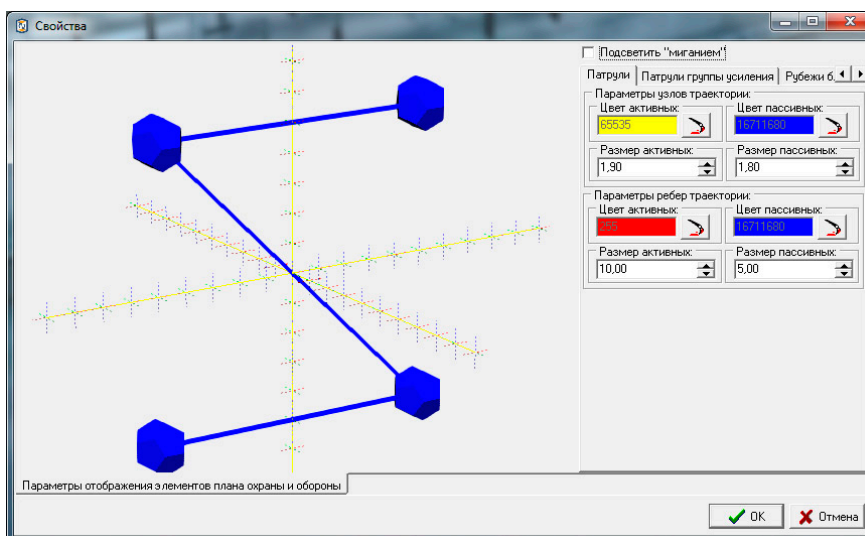 Свойства
Подсветить "миганием"
Патрули
Патрули группы усиления
Рубежи б
Параметры узлов траектории:
Цвет активных:
Цвет пассивных:
65535
16711680
Размер активных:
Размер пассивных:
1,90
1,80
Параметры ребер траектории:
Цвет активных:
Цвет пассивных:
255
16711680
Размер активных:
Размер пассивных:
10,00
5,00
Параметры отображения элементов плана охраны и обороны
OK
Отмена